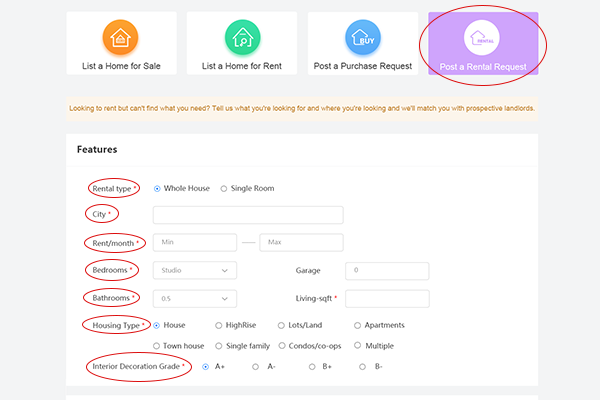 BUY
RENTAL
List a Home for Sale
List a Home for Rent
Post a Purchase Request
Post a Rental Request
Looking to rent but can't find what you need? Tell us what you're looking for and where you're looking and we'll match you with prospective landlords.
Features
Rental type * Whole House Single Room
City *
Rent/month * Min Max
Bedrooms * Studio Garage 0
Bathrooms * 0.5 Living-sqft *
Housing Type * House HighRise Lots/Land Apartments
Town house Single family Condos/co-ops Multiple
Interior Decoration Grade * A+ A- B+ B-